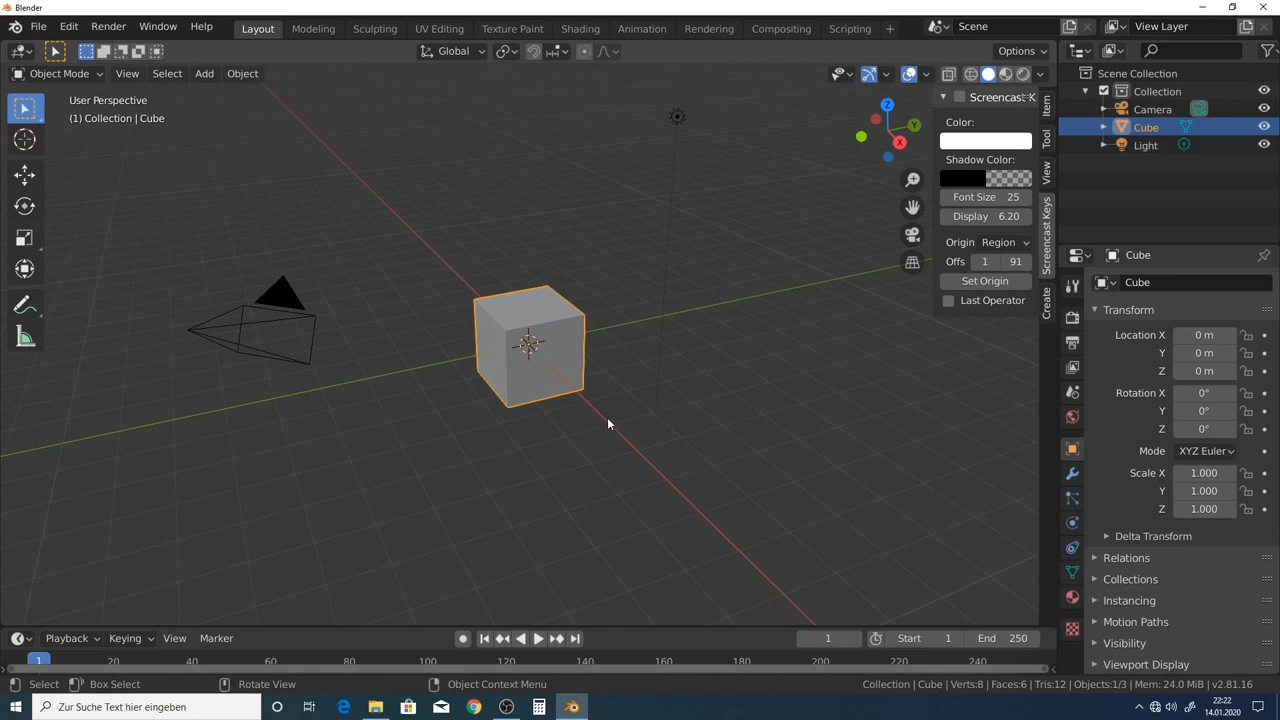 Blender
File Edit Render Window Help
Layout Modeling Sculpting UV Editing Texture Paint Shading Animation Rendering Compositing Scripting
Scene
View Layer
Global
Options
Object Mode View Select Add Object
User Perspective
(1) Collection | Cube
Z
Y
X
Screencast K
Color:
Shadow Color:
Font Size 25
Display 6.20
Origin Region
Offs 1 91
Set Origin
Last Operator
Item
Tool
View
Screencast Keys
Create
Scene Collection
Collection
Camera
Cube
Light
Cube
Cube
Transform
Location X 0 m
Y 0 m
Z 0 m
Rotation X 0°
Y 0°
Z 0°
Mode XYZ Euler
Scale X 1.000
Y 1.000
Z 1.000
Delta Transform
Relations
Collections
Instancing
Motion Paths
Visibility
Viewport Display
Playback Keying View Marker
1
Start 1
End 250
1 20 40 60 80 100 120 140 160 180 200 220 240
Select Box Select Rotate View Object Context Menu
Collection | Cube | Verts:8 | Faces:6 | Tris:12 | Objects:1/3 | Mem: 24.0 MiB | v2.81.16
Zur Suche Text hier eingeben
22:22
14.01.2020